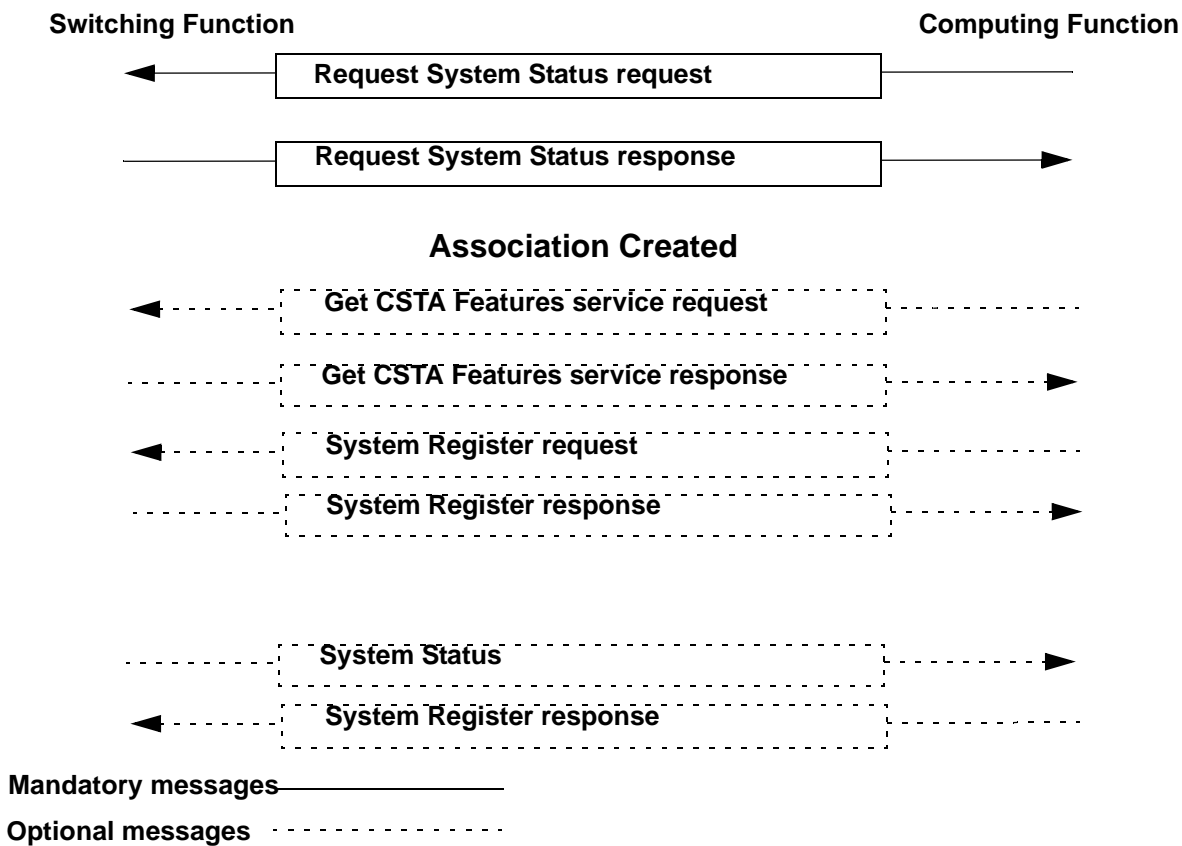 Switching Function
Computing Function
Request System Status request
Request System Status response
Association Created
Get CSTA Features service request
Get CSTA Features service response
System Register request
System Register response
System Status
System Register response
Mandatory messages
Optional messages